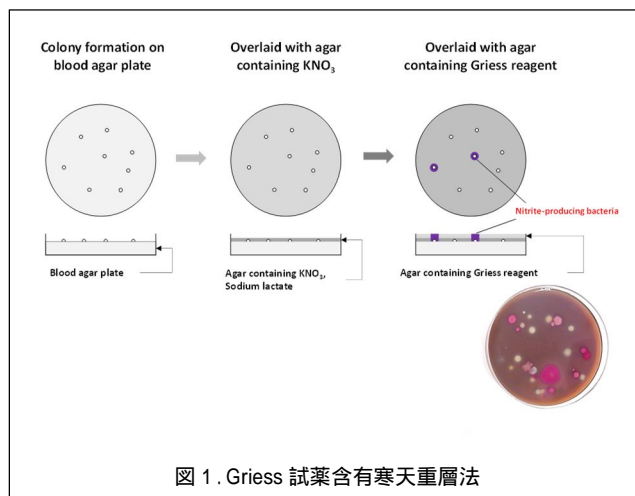 Colony formation on
blood agar plate
Overlaid with agar
containing KNO₃
Overlaid with agar
containing Griess reagent
Nitrite-producing bacteria
Blood agar plate
Agar containing KNO₃,
Sodium lactate
Agar containing Griess reagent
図 1 . Griess 試薬含有寒天重層法